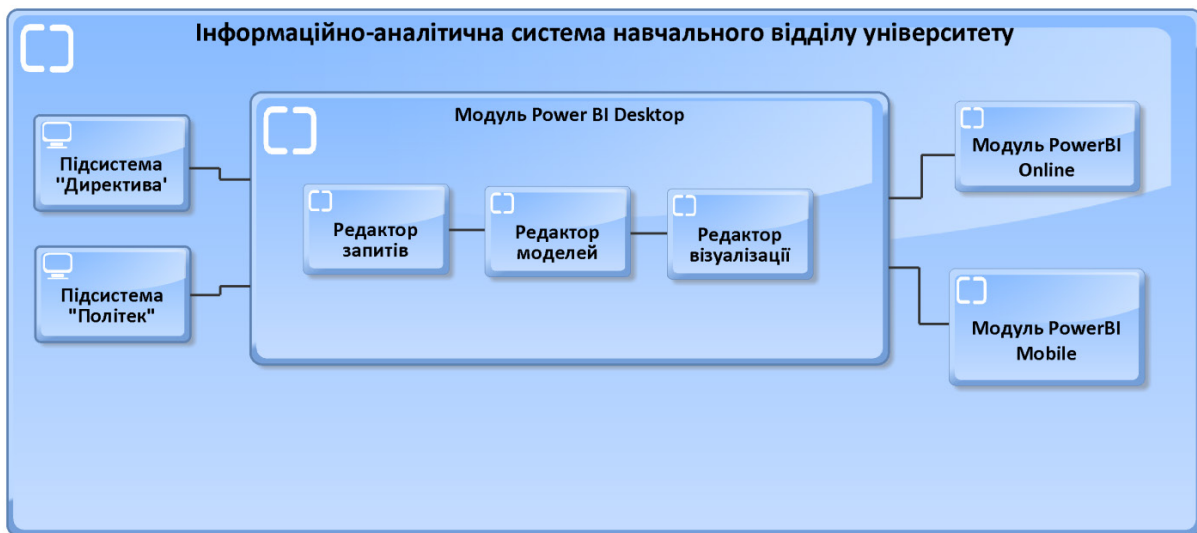 Інформаційно-аналітична система навчального відділу університету
Модуль Power BI Desktop
Підсистема
"Директива'
Модуль PowerBI
Online
Редактор
запитів
Редактор
моделей
Редактор
візуалізації
Підсистема
"Політек"
Модуль PowerBI
Mobile